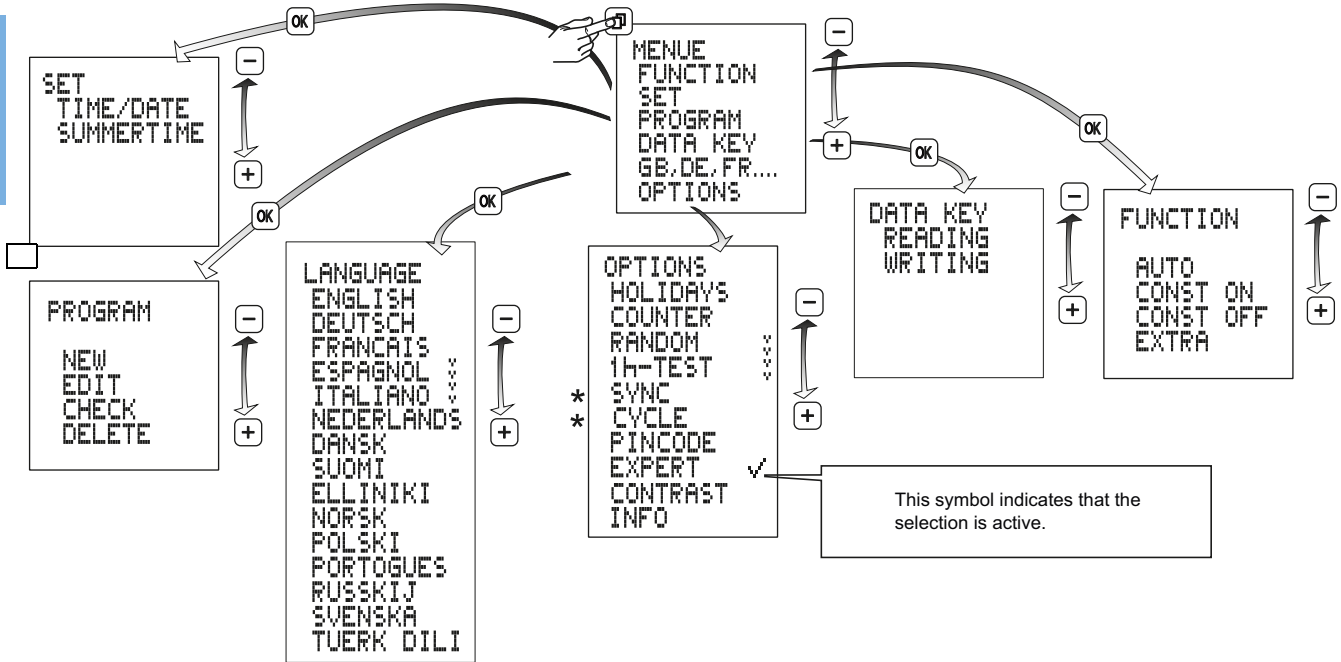 OK
SET
TIME/DATE
SUMMERTIME
−
+
MENUE
FUNCTION
SET
PROGRAM
DATA KEY
GB,DE,FR....
OPTIONS
−
+
OK
PROGRAM
NEW
EDIT
CHECK
DELETE
−
+
OK
LANGUAGE
ENGLISH
DEUTSCH
FRANCAIS
ESPAGNOL
ITALIANO
NEDERLANDS
DANSK
SUOMI
ELLINIKI
NORSK
POLSKI
PORTOGUES
RUSSKIJ
SVENSKA
TUERK DILI
−
+
OPTIONS
HOLIDAYS
COUNTER
RANDOM
1h-TEST
* SYNC
* CYCLE
PINCODE
EXPERT ✓
CONTRAST
INFO
−
+
This symbol indicates that the
selection is active.
OK
DATA KEY
READING
WRITING
−
+
OK
FUNCTION
AUTO
CONST ON
CONST OFF
EXTRA
−
+